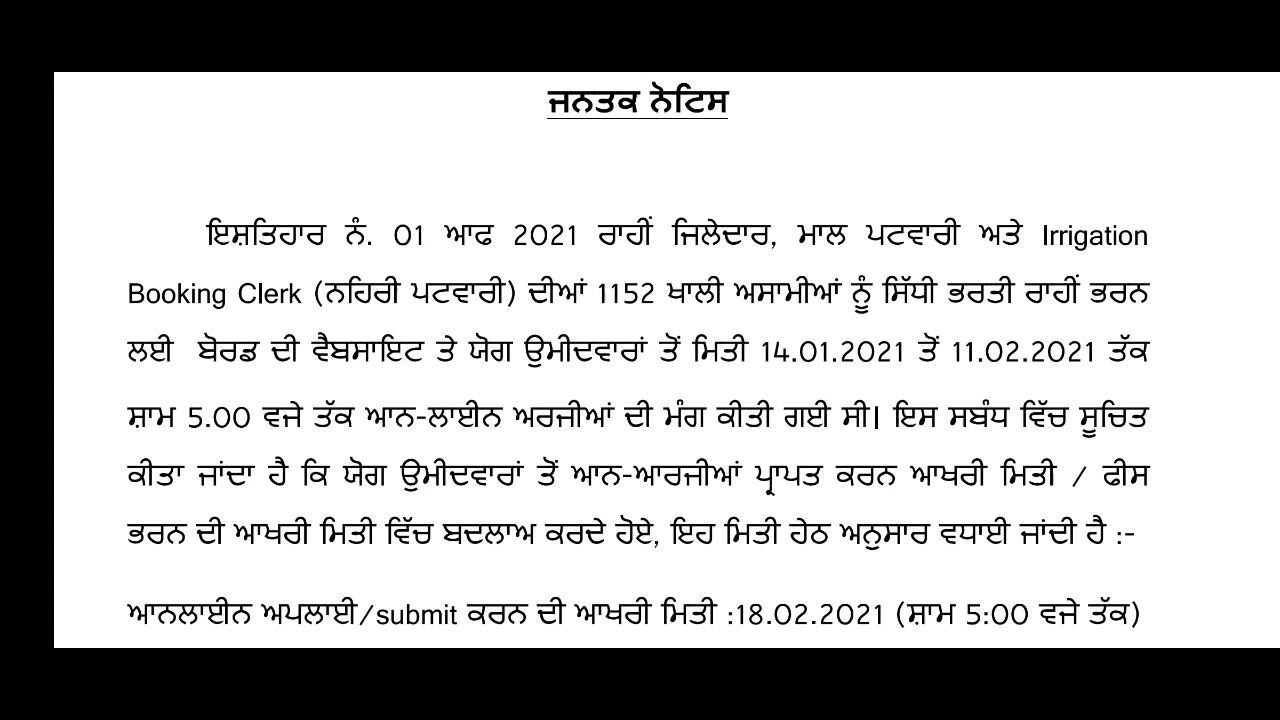 ਜਨਤਕ ਨੋਟਿਸ
ਇਸ਼ਤਿਹਾਰ ਨੰ. 01 ਆਫ 2021 ਰਾਹੀਂ ਜਿਲੇਦਾਰ, ਮਾਲ ਪਟਵਾਰੀ ਅਤੇ Irrigation
Booking Clerk (ਨਹਿਰੀ ਪਟਵਾਰੀ) ਦੀਆਂ 1152 ਖਾਲੀ ਅਸਾਮੀਆਂ ਨੂੰ ਸਿੱਧੀ ਭਰਤੀ ਰਾਹੀਂ ਭਰਨ
ਲਈ ਬੋਰਡ ਦੀ ਵੈਬਸਾਇਟ ਤੇ ਯੋਗ ਉਮੀਦਵਾਰਾਂ ਤੋਂ ਮਿਤੀ 14.01.2021 ਤੋਂ 11.02.2021 ਤੱਕ
ਸ਼ਾਮ 5.00 ਵਜੇ ਤੱਕ ਆਨ-ਲਾਈਨ ਅਰਜੀਆਂ ਦੀ ਮੰਗ ਕੀਤੀ ਗਈ ਸੀ। ਇਸ ਸਬੰਧ ਵਿੱਚ ਸੂਚਿਤ
ਕੀਤਾ ਜਾਂਦਾ ਹੈ ਕਿ ਯੋਗ ਉਮੀਦਵਾਰਾਂ ਤੋਂ ਆਨ-ਆਰਜੀਆਂ ਪ੍ਰਾਪਤ ਕਰਨ ਆਖਰੀ ਮਿਤੀ / ਫੀਸ
ਭਰਨ ਦੀ ਆਖਰੀ ਮਿਤੀ ਵਿੱਚ ਬਦਲਾਅ ਕਰਦੇ ਹੋਏ, ਇਹ ਮਿਤੀ ਹੇਠ ਅਨੁਸਾਰ ਵਧਾਈ ਜਾਂਦੀ ਹੈ :-
ਆਨਲਾਈਨ ਅਪਲਾਈ/submit ਕਰਨ ਦੀ ਆਖਰੀ ਮਿਤੀ :18.02.2021 (ਸ਼ਾਮ 5:00 ਵਜੇ ਤੱਕ)